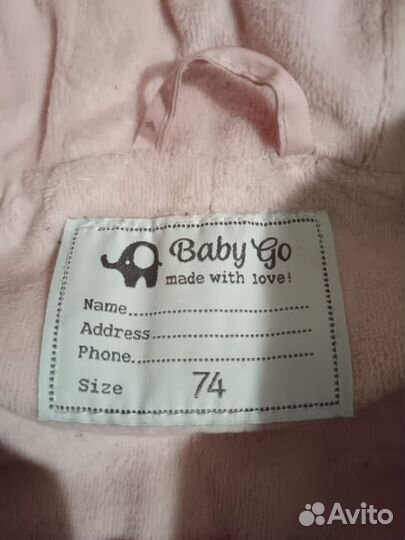 Baby Go
made with love!
Name
Address
Phone
Size 74
Avito